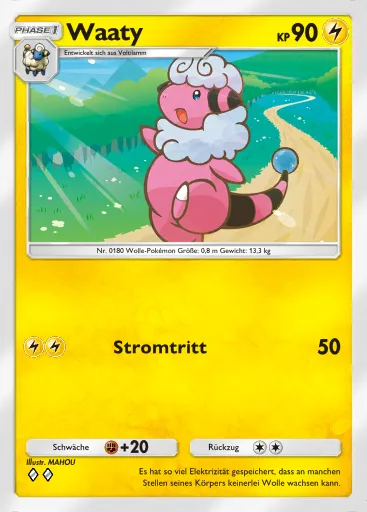 PHASE 1 Waaty KP 90
Entwickelt sich aus Voltilamm
Nr. 0180 Wolle-Pokémon Größe: 0,8 m Gewicht: 13,3 kg
Stromtritt 50
Schwäche +20 Rückzug
Illustr. MAHOU
Es hat so viel Elektrizität gespeichert, dass an manchen
Stellen seines Körpers keinerlei Wolle wachsen kann.